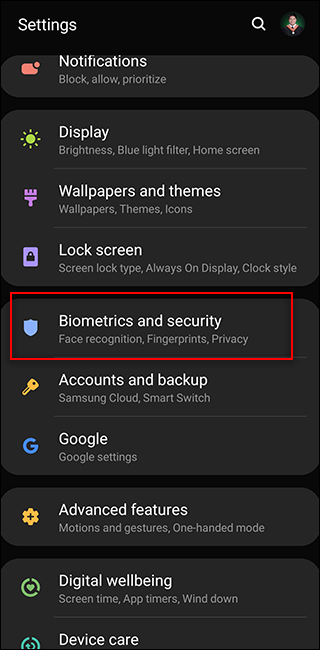 Settings
Notifications
Block, allow, prioritize
Display
Brightness, Blue light filter, Home screen
Wallpapers and themes
Wallpapers, Themes, Icons
Lock screen
Screen lock type, Always On Display, Clock style
Biometrics and security
Face recognition, Fingerprints, Privacy
Accounts and backup
Samsung Cloud, Smart Switch
Google
Google settings
Advanced features
Motions and gestures, One-handed mode
Digital wellbeing
Screen time, App timers, Wind down
Device care